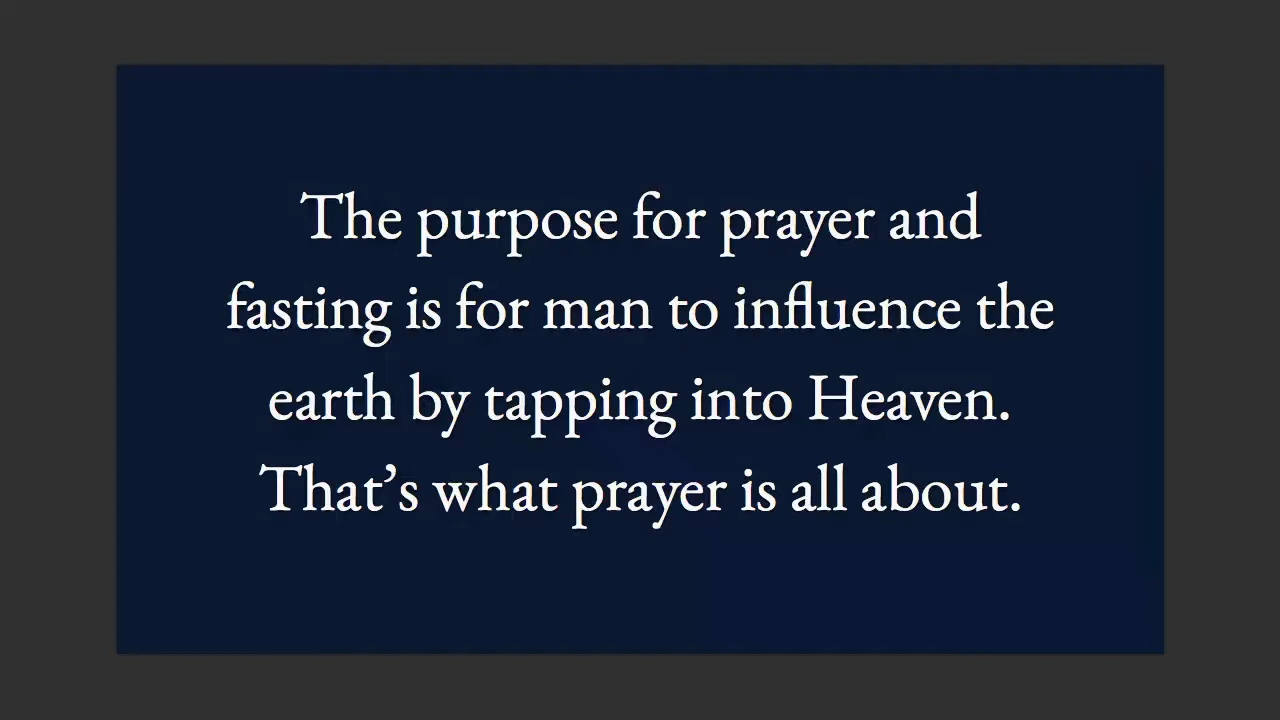 The purpose for prayer and
fasting is for man to influence the
earth by tapping into Heaven.
That’s what prayer is all about.